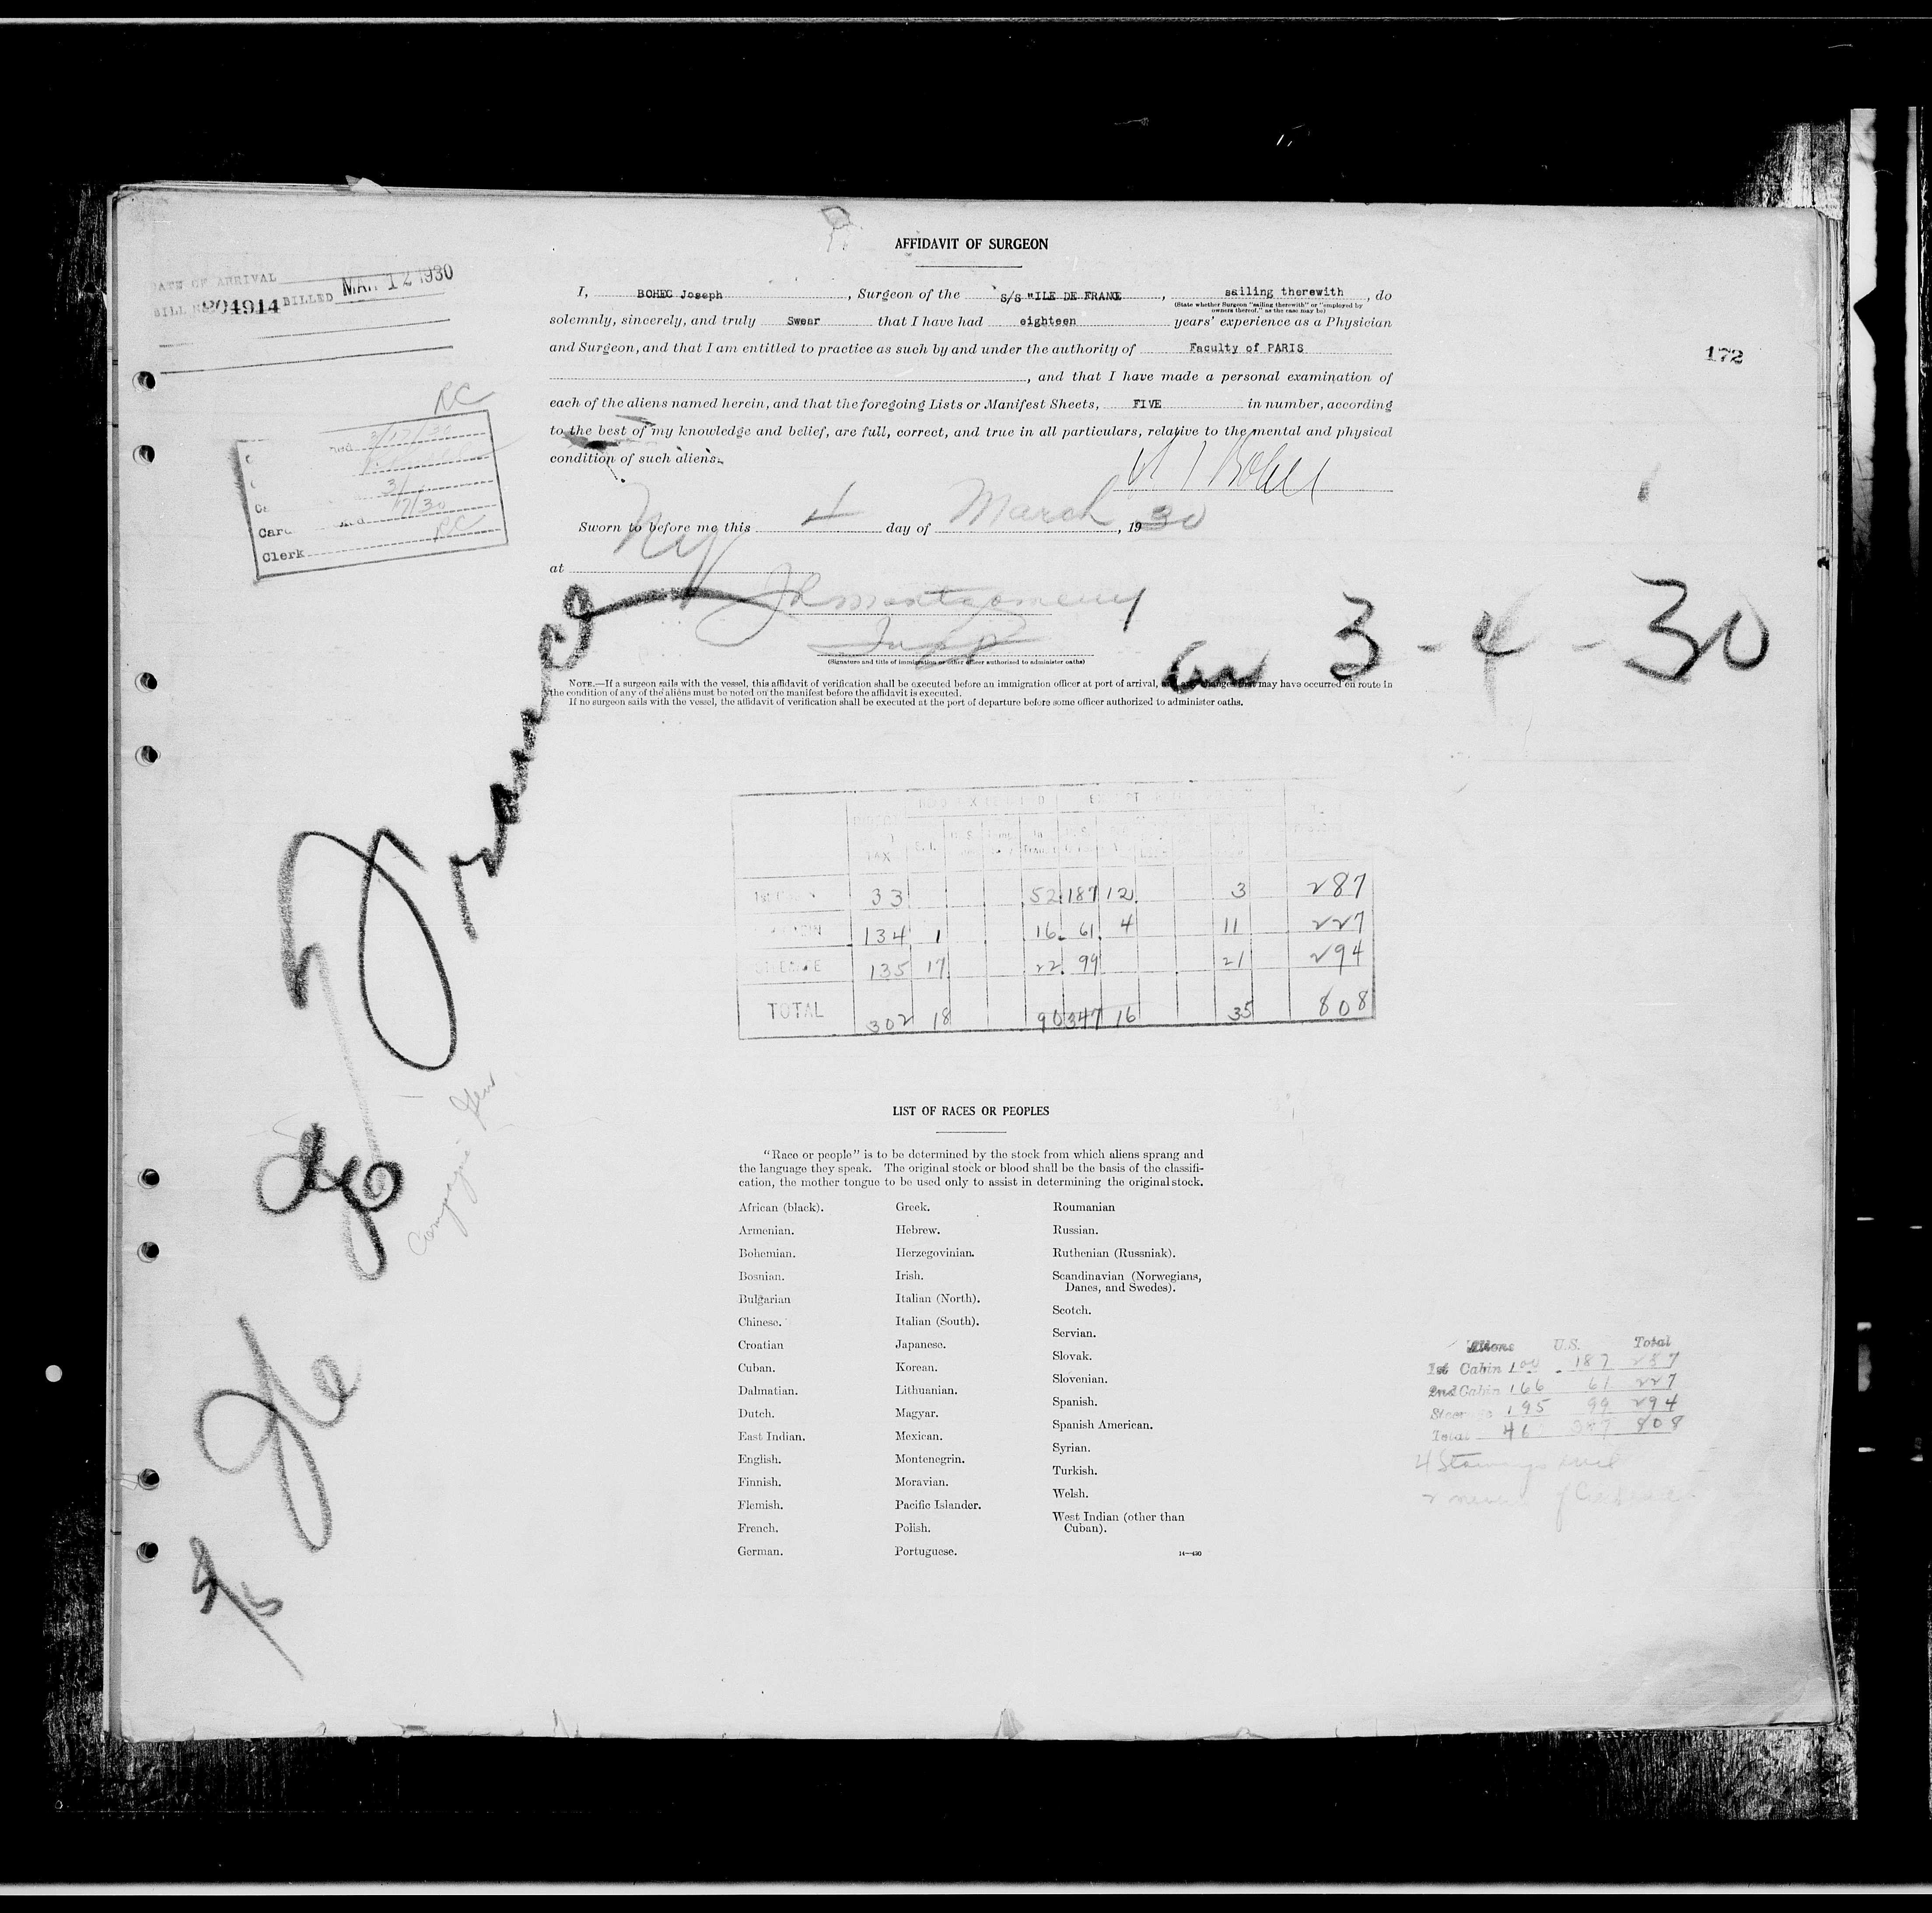 AFFIDAVIT OF SURGEON
DATE OF ARRIVAL
BILL No 204914 BILLED MAR 12 1930
172
I, BOHEC Joseph, Surgeon of the S/S "ILE DE FRANCE, sailing therewith, do
(State whether Surgeon "sailing therewith" or "employed by
owners thereof," as the case may be)
solemnly, sincerely, and truly Swear that I have had eighteen years' experience as a Physician
and Surgeon, and that I am entitled to practice as such by and under the authority of Faculty of PARIS
, and that I have made a personal examination of
each of the aliens named herein, and that the foregoing Lists or Manifest Sheets, FIVE in number, according
to the best of my knowledge and belief, are full, correct, and true in all particulars, relative to the mental and physical
condition of such aliens.
RC
3/17/30
3/
17/30
Clerk RC
Sworn to before me this 4 day of March, 1930
at NY
JR Montgomery
Insp
(Signature and title of immigration or other officer authorized to administer oaths)
3-4-30
NOTE.—If a surgeon sails with the vessel, this affidavit of verification shall be executed before an immigration officer at port of arrival, and any changes that may have occurred en route in
the condition of any of the aliens must be noted on the manifest before the affidavit is executed.
If no surgeon sails with the vessel, the affidavit of verification shall be executed at the port of departure before some officer authorized to administer oaths.
Ile de France
TAX
33 52 187 12 3 287
134 1 16 61 4 11 227
135 17 22 99 21 294
TOTAL 302 18 90 347 16 35 808
LIST OF RACES OR PEOPLES
"Race or people" is to be determined by the stock from which aliens sprang and
the language they speak. The original stock or blood shall be the basis of the classifi-
cation, the mother tongue to be used only to assist in determining the original stock.
African (black).
Armenian.
Bohemian.
Bosnian.
Bulgarian
Chinese.
Croatian
Cuban.
Dalmatian.
Dutch.
East Indian.
English.
Finnish.
Flemish.
French.
German.
Greek.
Hebrew.
Herzegovinian.
Irish.
Italian (North).
Italian (South).
Japanese.
Korean.
Lithuanian.
Magyar.
Mexican.
Montenegrin.
Moravian.
Pacific Islander.
Polish.
Portuguese.
Roumanian
Russian.
Ruthenian (Russniak).
Scandinavian (Norwegians,
Danes, and Swedes).
Scotch.
Servian.
Slovak.
Slovenian.
Spanish.
Spanish American.
Syrian.
Turkish.
Welsh.
West Indian (other than
Cuban).
14—430
Aliens U.S. Total
1st Cabin 100 187 287
2nd Cabin 166 61 227
Steerage 195 99 294
Total 347 808